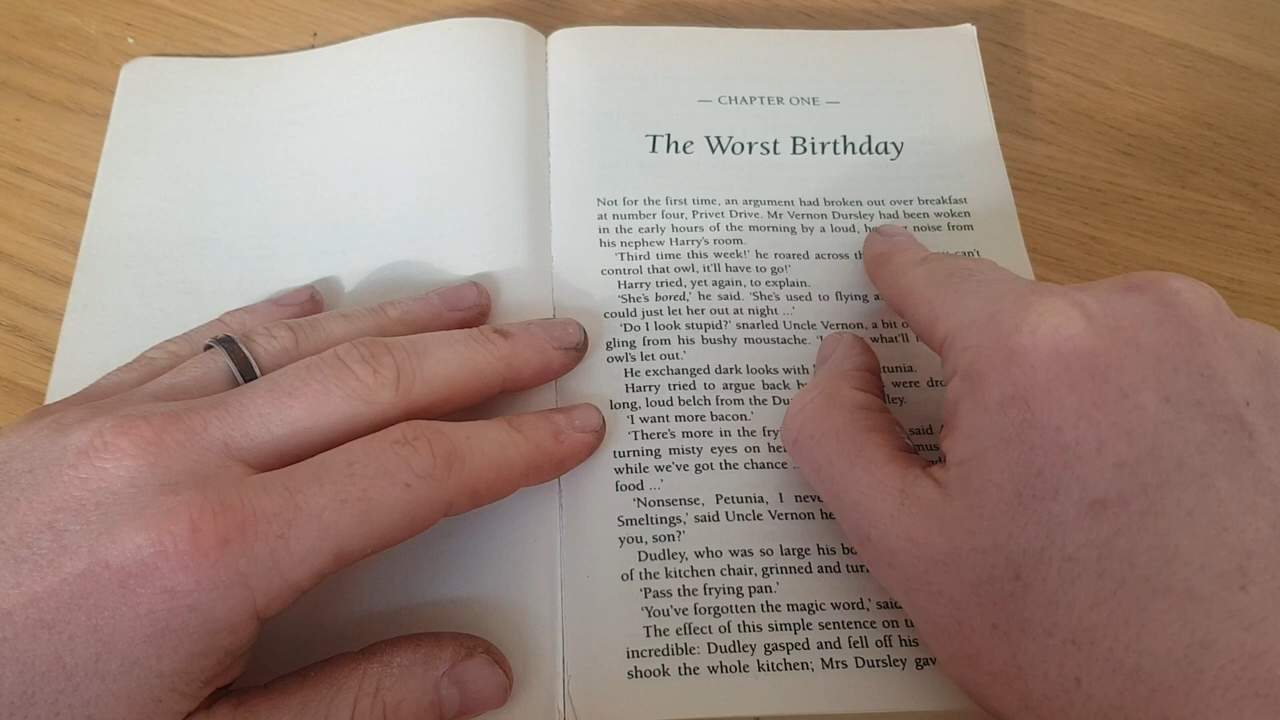 — CHAPTER ONE —
The Worst Birthday
Not for the first time, an argument had broken out over breakfast
at number four, Privet Drive. Mr Vernon Dursley had been woken
in the early hours of the morning by a loud, noise from
his nephew Harry's room.
'Third time this week!' he roared across can't
control that owl, it'll have to go!'
Harry tried, yet again, to explain.
'She's bored,' he said. 'She's used to flying
could just let her out at night ...'
'Do I look stupid?' snarled Uncle Vernon, a bit
gling from his bushy moustache. what'll
owl's let out.'
He exchanged dark looks with
Harry tried to argue back were
long, loud belch from the
'I want more bacon.'
'There's more in the said
turning misty eyes on
while we've got the chance ..
food ...'
'Nonsense, Petunia, I
Smeltings,' said Uncle Vernon
you, son?'
Dudley, who was so large his
of the kitchen chair, grinned and
'Pass the frying pan.'
'You've forgotten the magic word,'
The effect of this simple sentence on
incredible: Dudley gasped and fell off his
shook the whole kitchen; Mrs Dursley